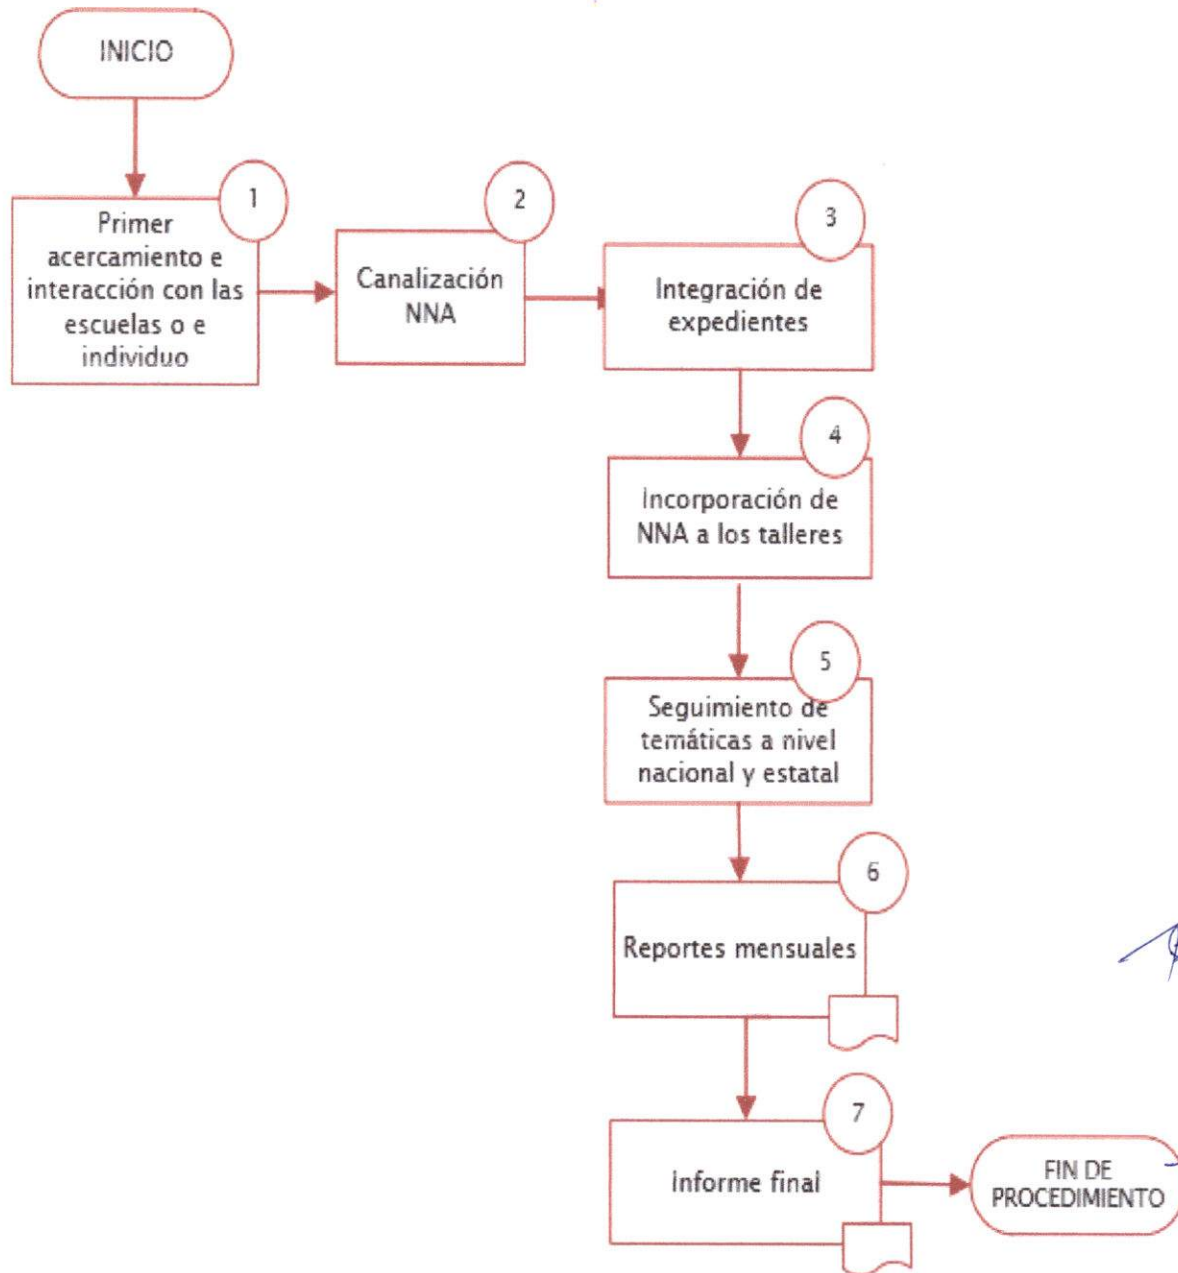 INICIO
1
Primer
acercamiento e
interacción con las
escuelas o e
individuo
2
Canalización
NNA
3
Integración de
expedientes
4
Incorporación de
NNA a los talleres
5
Seguimiento de
temáticas a nivel
nacional y estatal
6
Reportes mensuales
7
Informe final
FIN DE
PROCEDIMIENTO